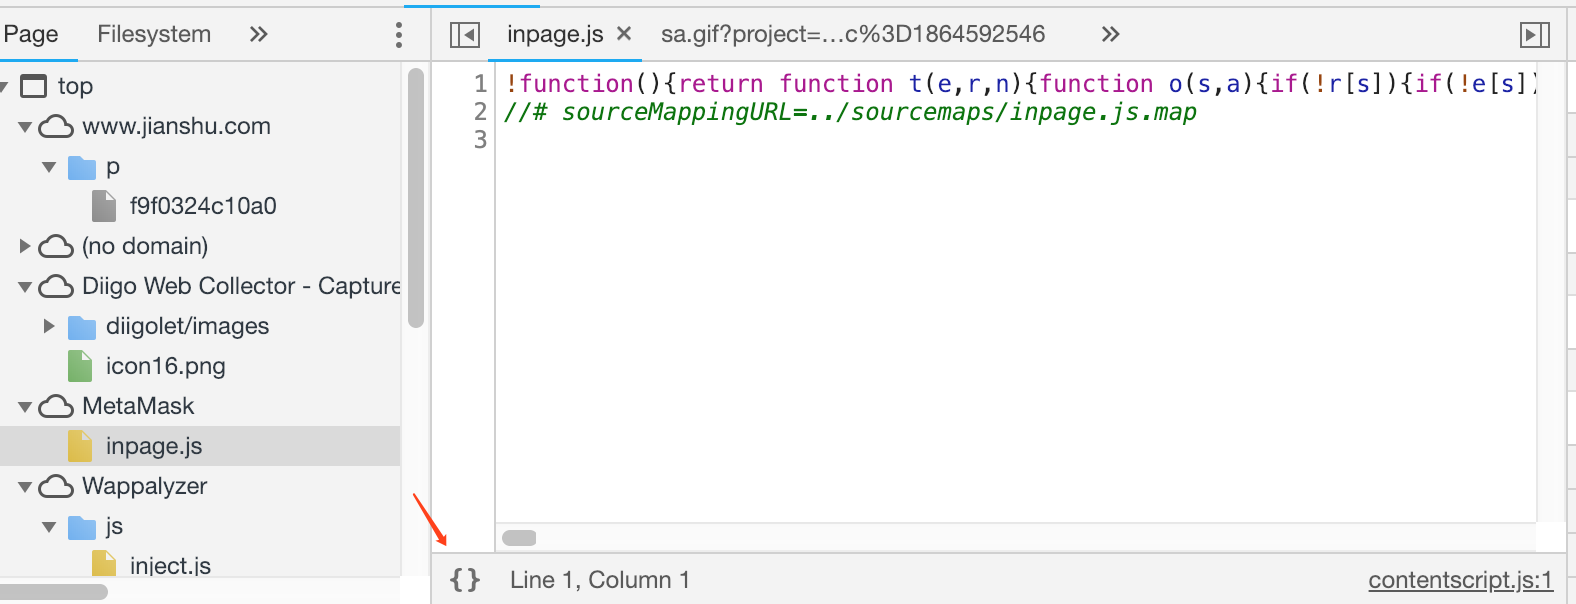 Page Filesystem »
top
www.jianshu.com
p
f9f0324c10a0
(no domain)
Diigo Web Collector - Capture
diigolet/images
icon16.png
MetaMask
inpage.js
Wappalyzer
js
inject.js
inpage.js × sa.gif?project=...c%3D1864592546 »
1 !function(){return function t(e,r,n){function o(s,a){if(!r[s]){if(!e[s])
2 //# sourceMappingURL=../sourcemaps/inpage.js.map
3
{} Line 1, Column 1 contentscript.js:1